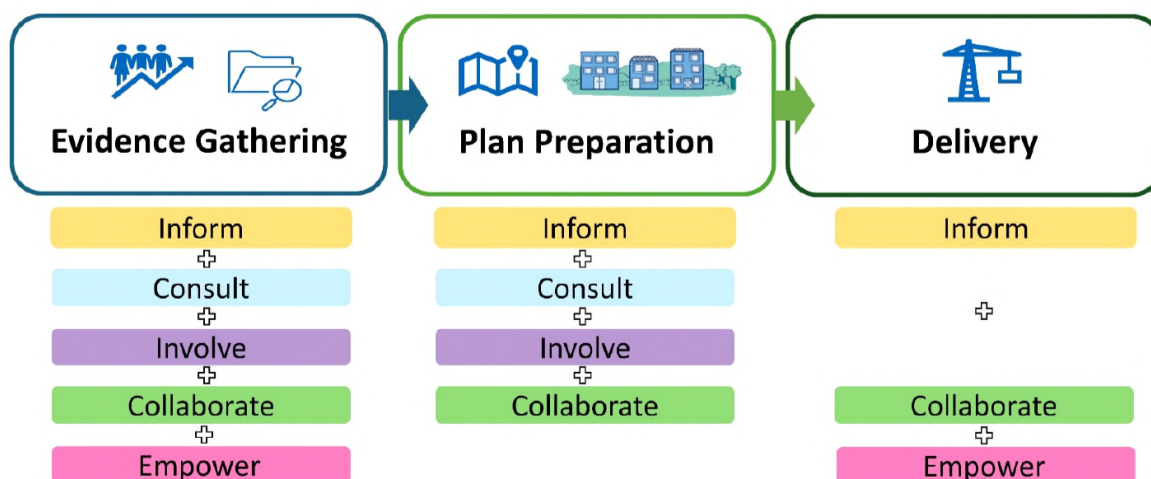 Evidence Gathering
Inform
Consult
Involve
Collaborate
Empower
Plan Preparation
Inform
Consult
Involve
Collaborate
Delivery
Inform
Collaborate
Empower